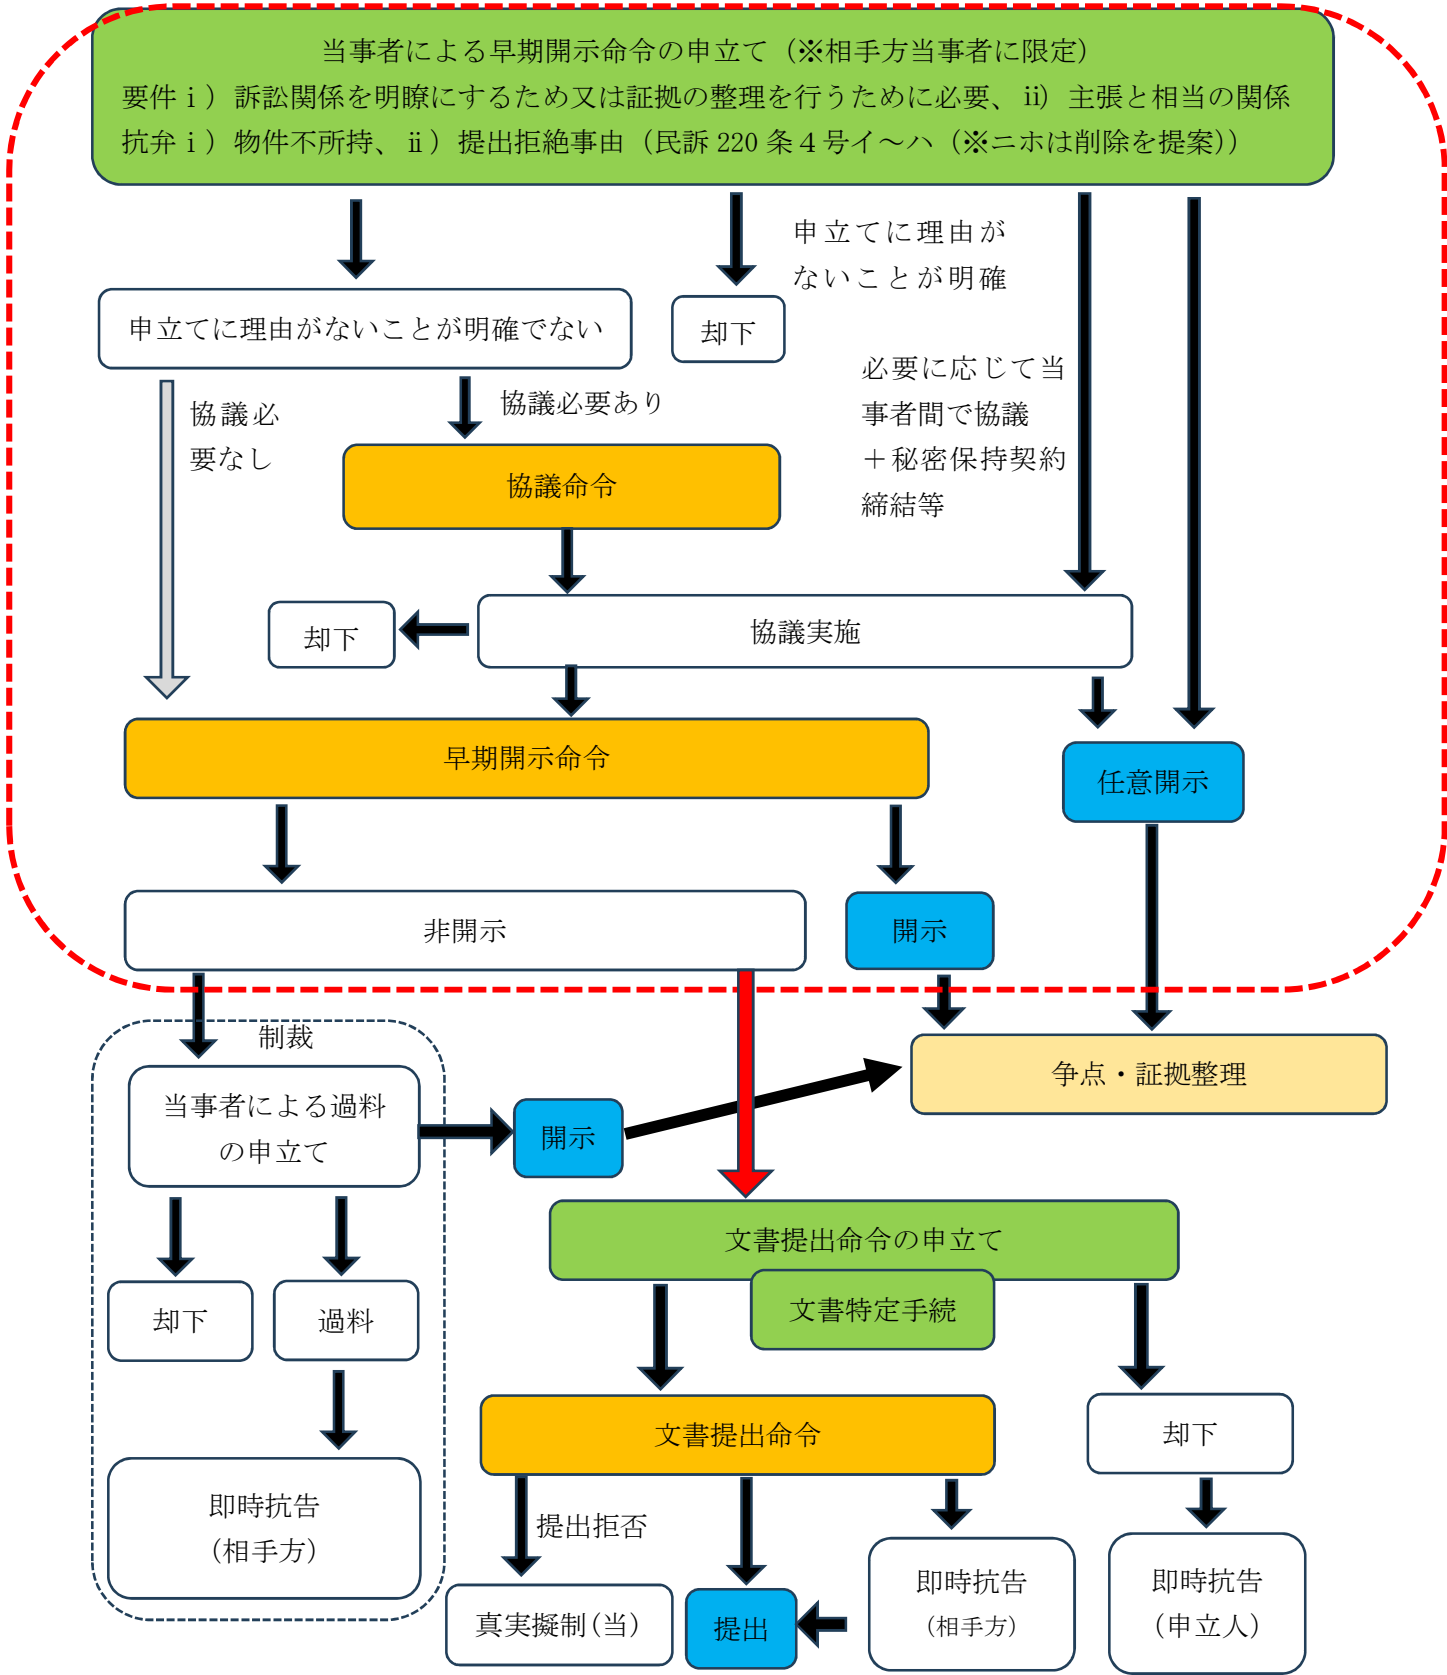 当事者による早期開示命令の申立て（※相手方当事者に限定）
要件ⅰ）訴訟関係を明瞭にするため又は証拠の整理を行うために必要、ⅱ）主張と相当の関係
抗弁ⅰ）物件不所持、ⅱ）提出拒絶事由（民訴 220 条４号イ～ハ（※ニホは削除を提案））
申立てに理由が
ないことが明確
申立てに理由がないことが明確でない
却下
必要に応じて当
事者間で協議
＋秘密保持契約
締結等
協議必
要なし
協議必要あり
協議命令
却下
協議実施
早期開示命令
任意開示
非開示
開示
制裁
争点・証拠整理
当事者による過料
の申立て
開示
文書提出命令の申立て
文書特定手続
却下
過料
文書提出命令
却下
即時抗告
（相手方）
提出拒否
真実擬制(当)
提出
即時抗告
（相手方）
即時抗告
（申立人）